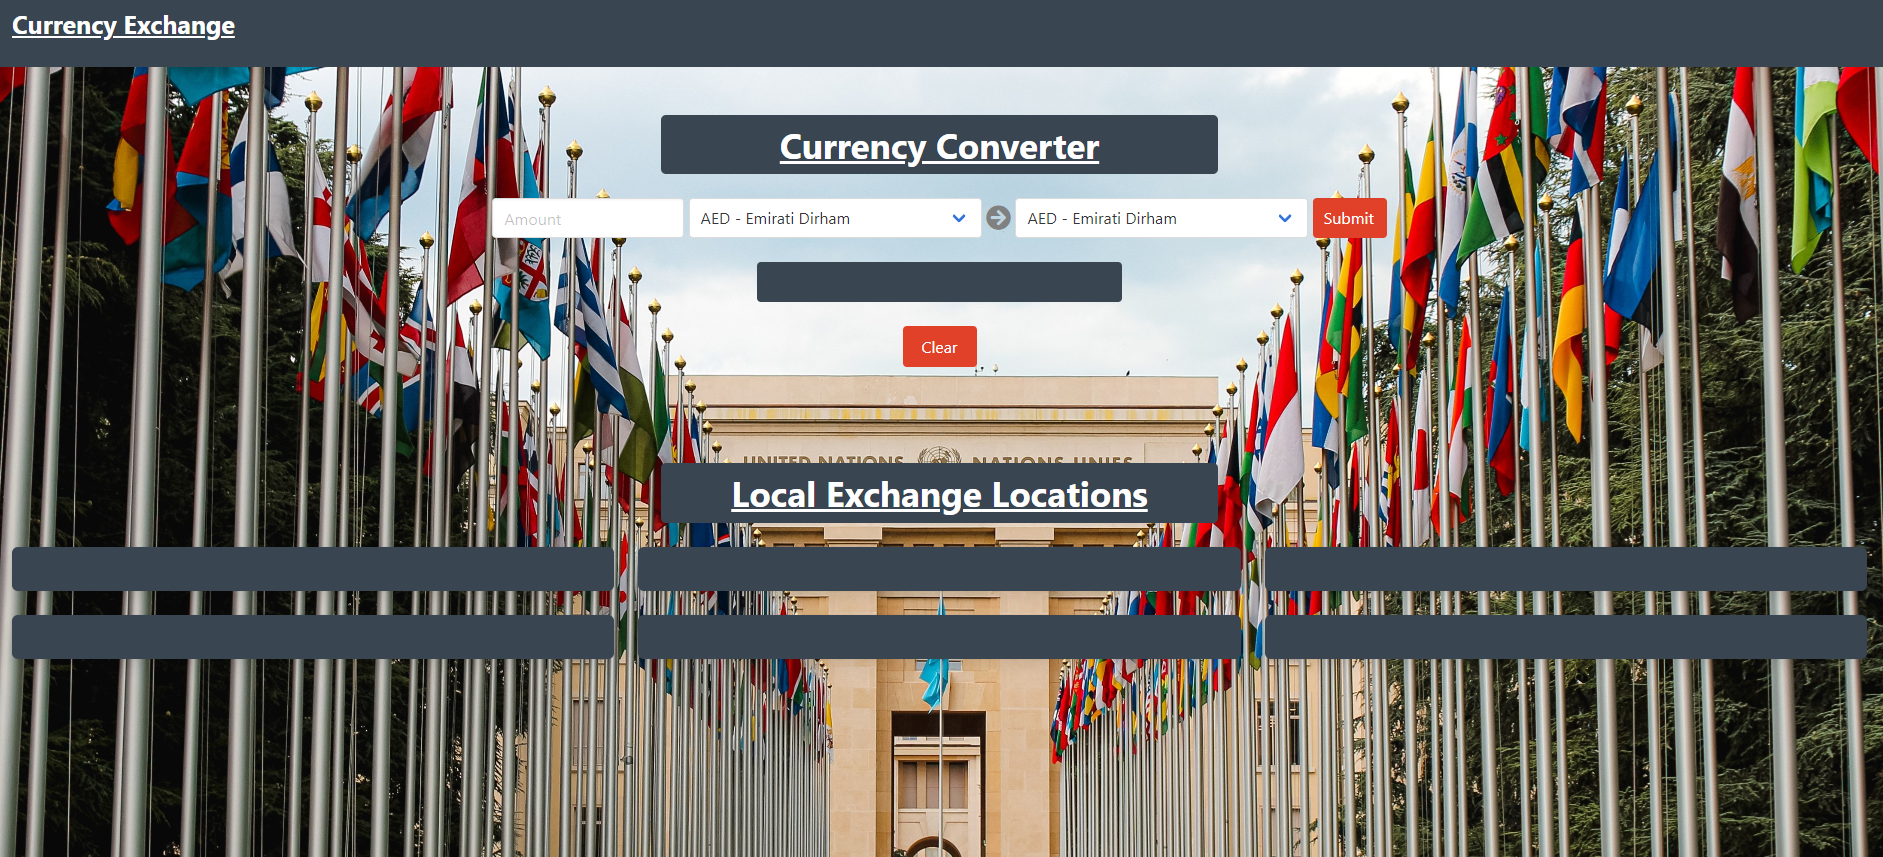 Currency Exchange
Currency Converter
Amount
AED - Emirati Dirham
AED - Emirati Dirham
Submit
Clear
UNITED NATIONS NATIONS UNIES
Local Exchange Locations